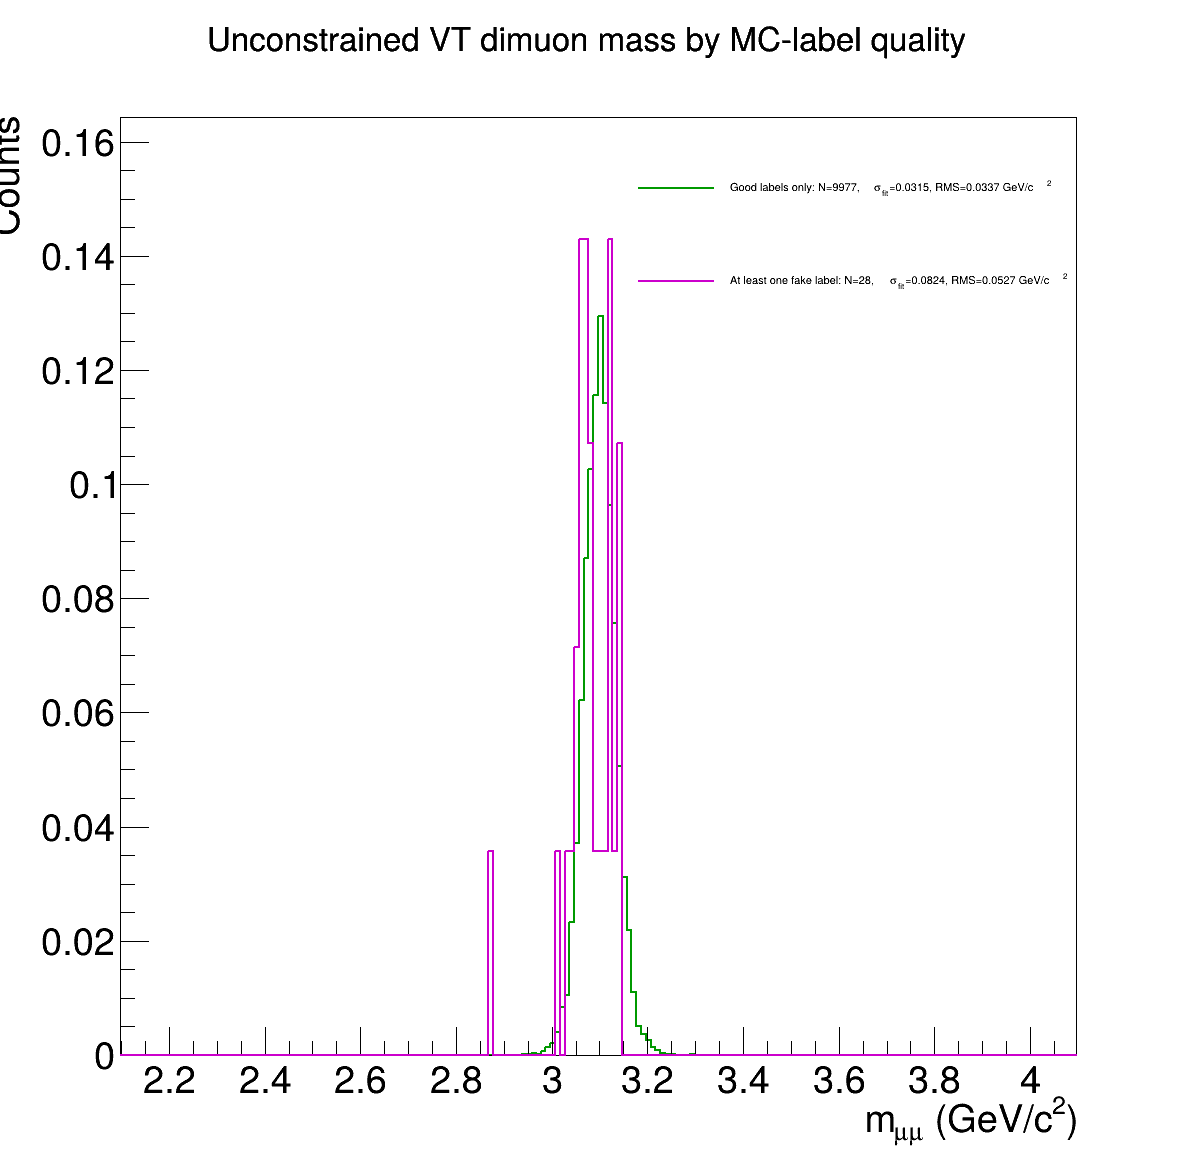 Unconstrained VT dimuon mass by MC-label quality
Counts
0.16
0.14
0.12
0.1
0.08
0.06
0.04
0.02
0
Good labels only: N=9977, σfit=0.0315, RMS=0.0337 GeV/c2
At least one fake label: N=28, σfit=0.0824, RMS=0.0527 GeV/c2
2.2 2.4 2.6 2.8 3 3.2 3.4 3.6 3.8 4
mμμ (GeV/c2)